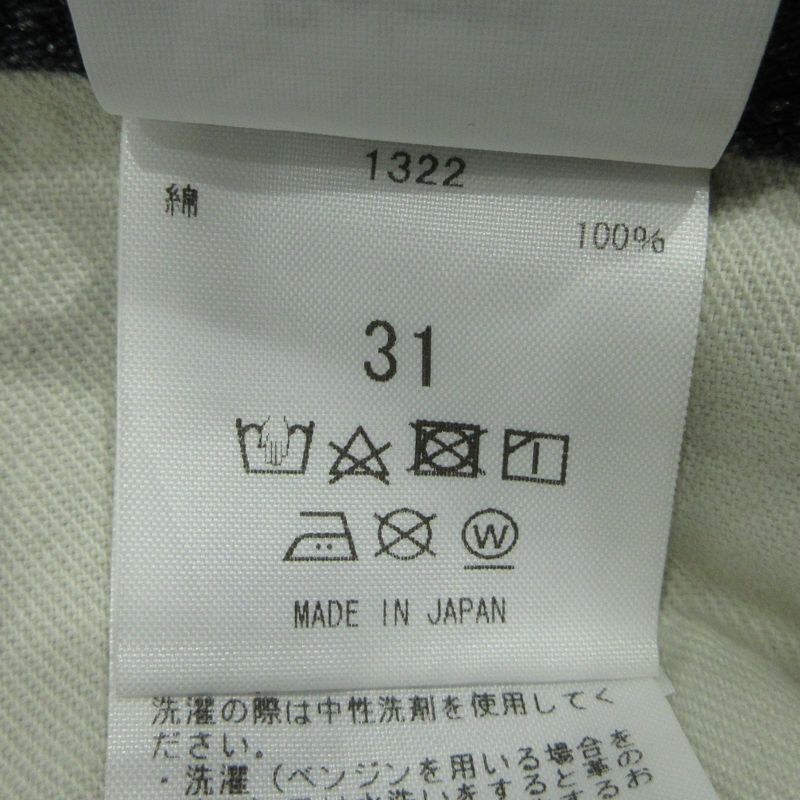 1322
綿 100%
31
W
MADE IN JAPAN
洗濯の際は中性洗剤を使用してく
ださい。
・洗濯(ベンジンを用いる場合を